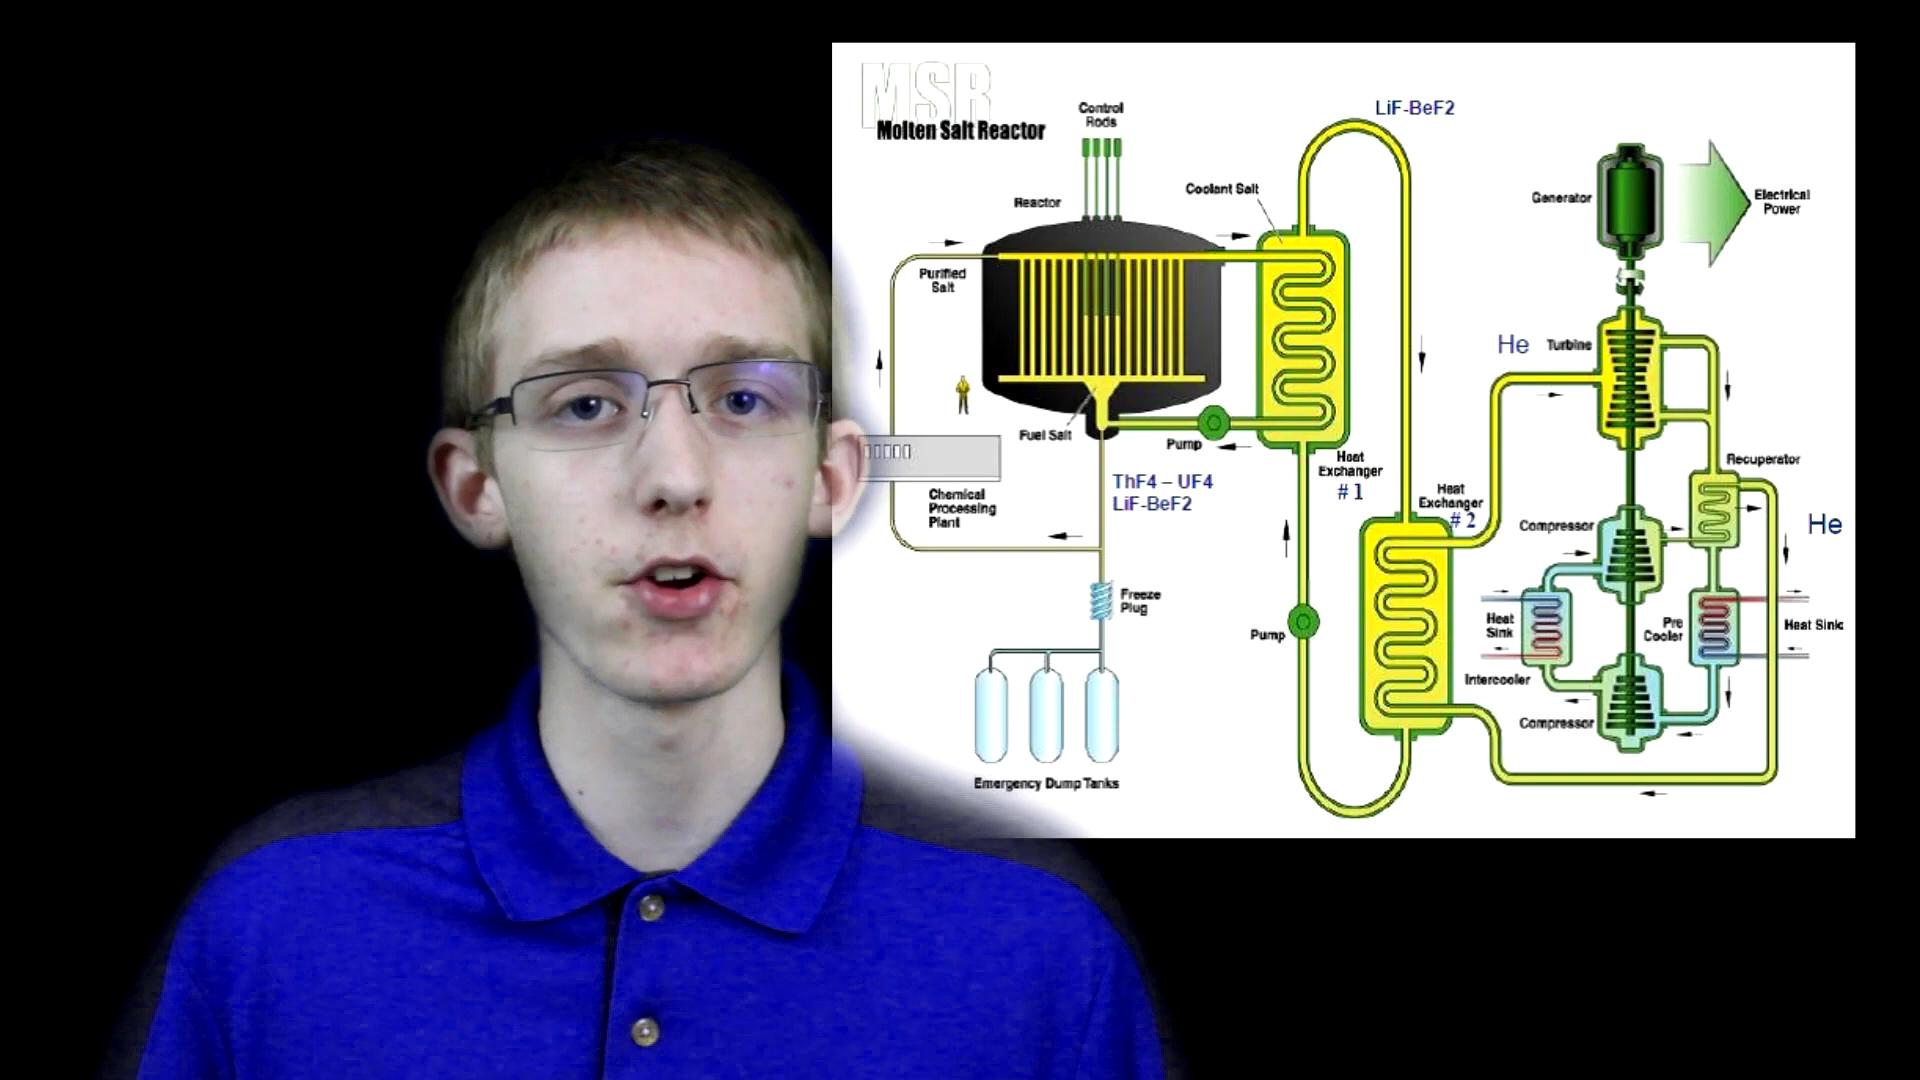 MSR
Molten Salt Reactor
Control
Rods
LiF-BeF2
Coolant Salt
Reactor
Generator
Electrical
Power
Purified
Salt
He
Turbine
Fuel Salt
Pump
Heat
Exchanger
# 1
Recuperator
ThF4 – UF4
LiF-BeF2
Heat
Exchanger
# 2
Chemical
Processing
Plant
Compressor
He
Freeze
Plug
Pump
Heat
Sink
Pre
Cooler
Heat Sink
Intercooler
Compressor
Emergency Dump Tanks